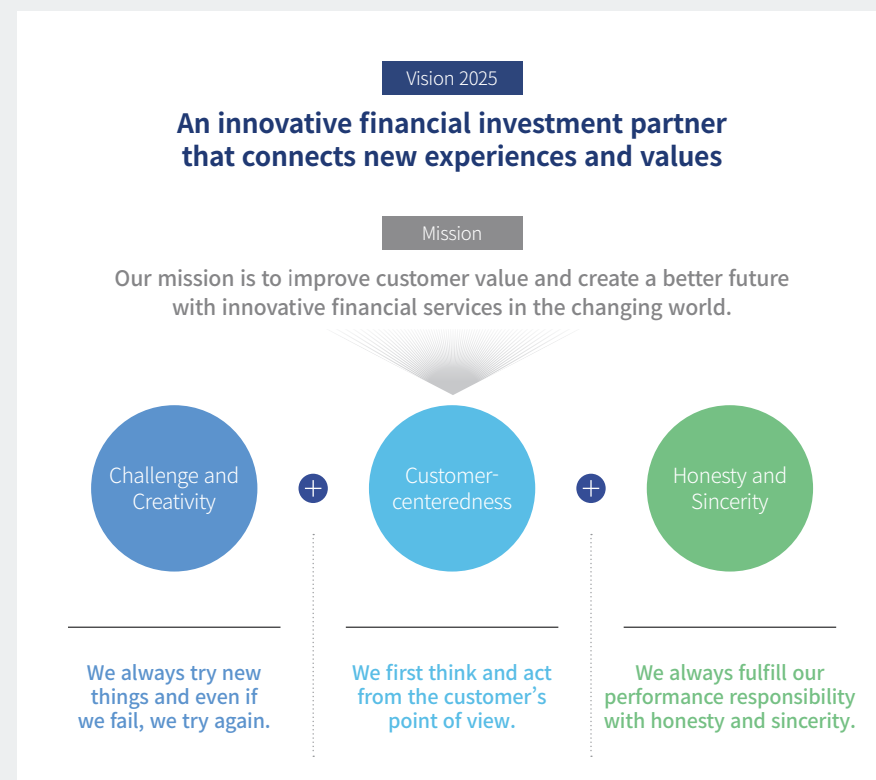 Vision 2025
An innovative financial investment partner
that connects new experiences and values
Mission
Our mission is to improve customer value and create a better future
with innovative financial services in the changing world.
Challenge and
Creativity
+
Customer-
centeredness
+
Honesty and
Sincerity
We always try new
things and even if
we fail, we try again.
We first think and act
from the customer’s
point of view.
We always fulfill our
performance responsibility
with honesty and sincerity.